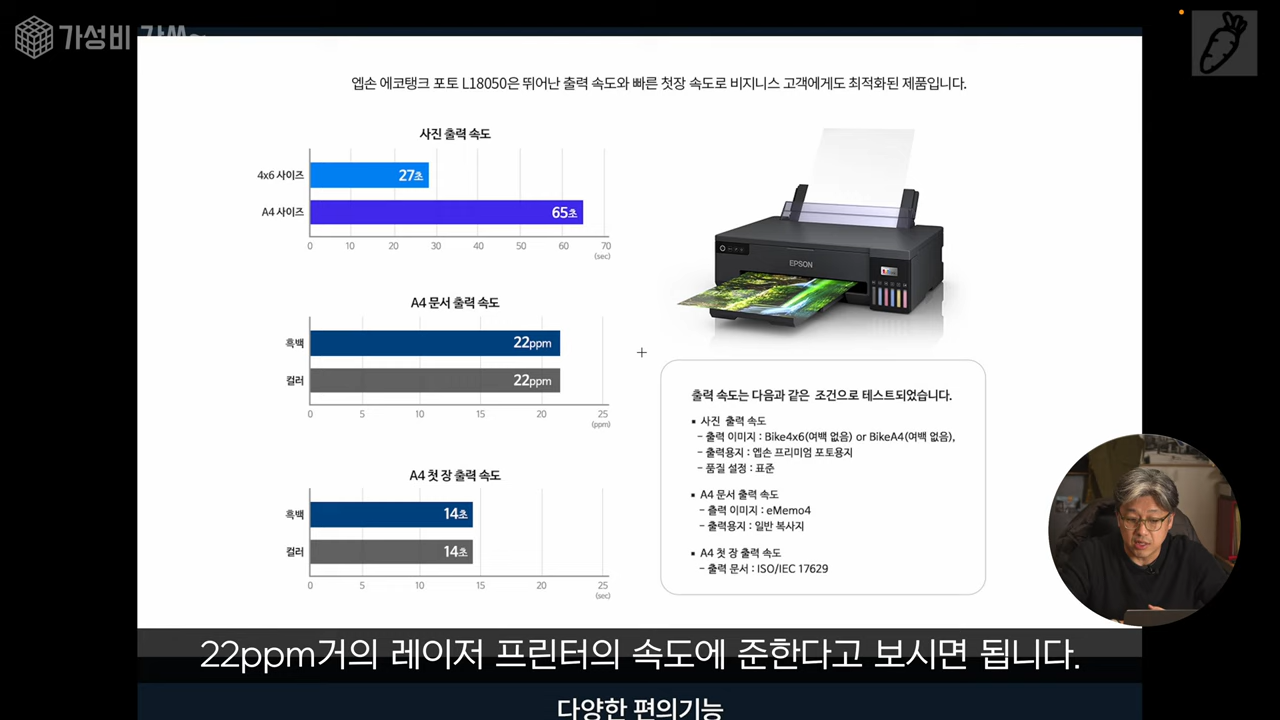 가성비
엡손 에코탱크 포토 L18050은 뛰어난 출력 속도와 빠른 첫장 속도로 비지니스 고객에게도 최적화된 제품입니다.
사진 출력 속도
4x6 사이즈
27초
A4 사이즈
65초
0 10 20 30 40 50 60 70
(sec)
A4 문서 출력 속도
흑백
22ppm
컬러
22ppm
0 5 10 15 20 25
(ppm)
A4 첫 장 출력 속도
흑백
14초
컬러
14초
0 5 10 15 20 25
(sec)
EPSON
출력 속도는 다음과 같은 조건으로 테스트되었습니다.
▪ 사진 출력 속도
– 출력 이미지 : Bike4x6(여백 없음) or BikeA4(여백 없음),
– 출력용지 : 엡손 프리미엄 포토용지
– 품질 설정 : 표준
▪ A4 문서 출력 속도
– 출력 이미지 : eMemo4
– 출력용지 : 일반 복사지
▪ A4 첫 장 출력 속도
– 출력 문서 : ISO/IEC 17629
22ppm거의 레이저 프린터의 속도에 준한다고 보시면 됩니다.
다양한 편의기능